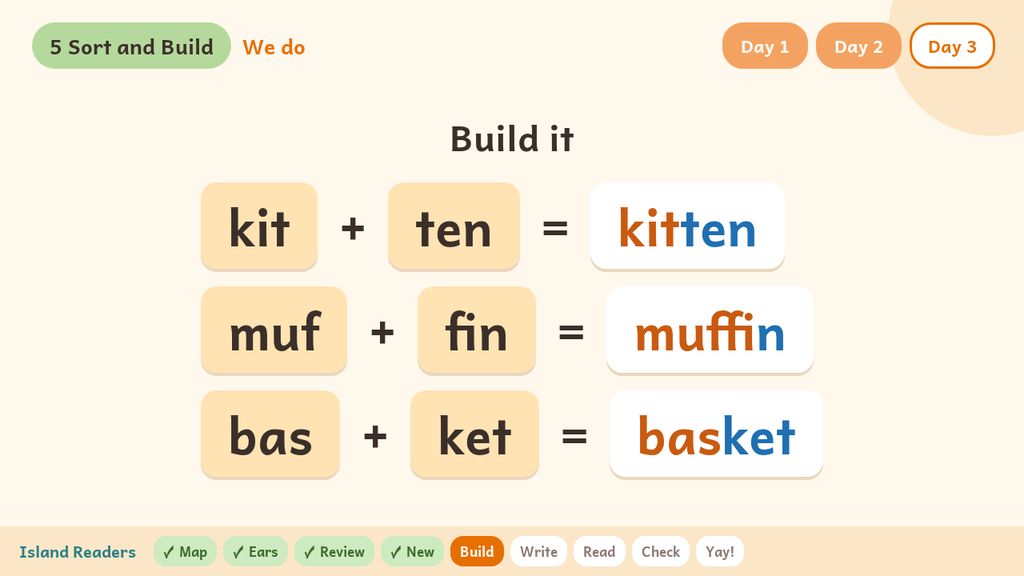 5 Sort and Build We do Day 1 Day 2 Day 3
Build it
kit + ten = kitten
muf + fin = muffin
bas + ket = basket
Island Readers ✓ Map ✓ Ears ✓ Review ✓ New Build Write Read Check Yay!